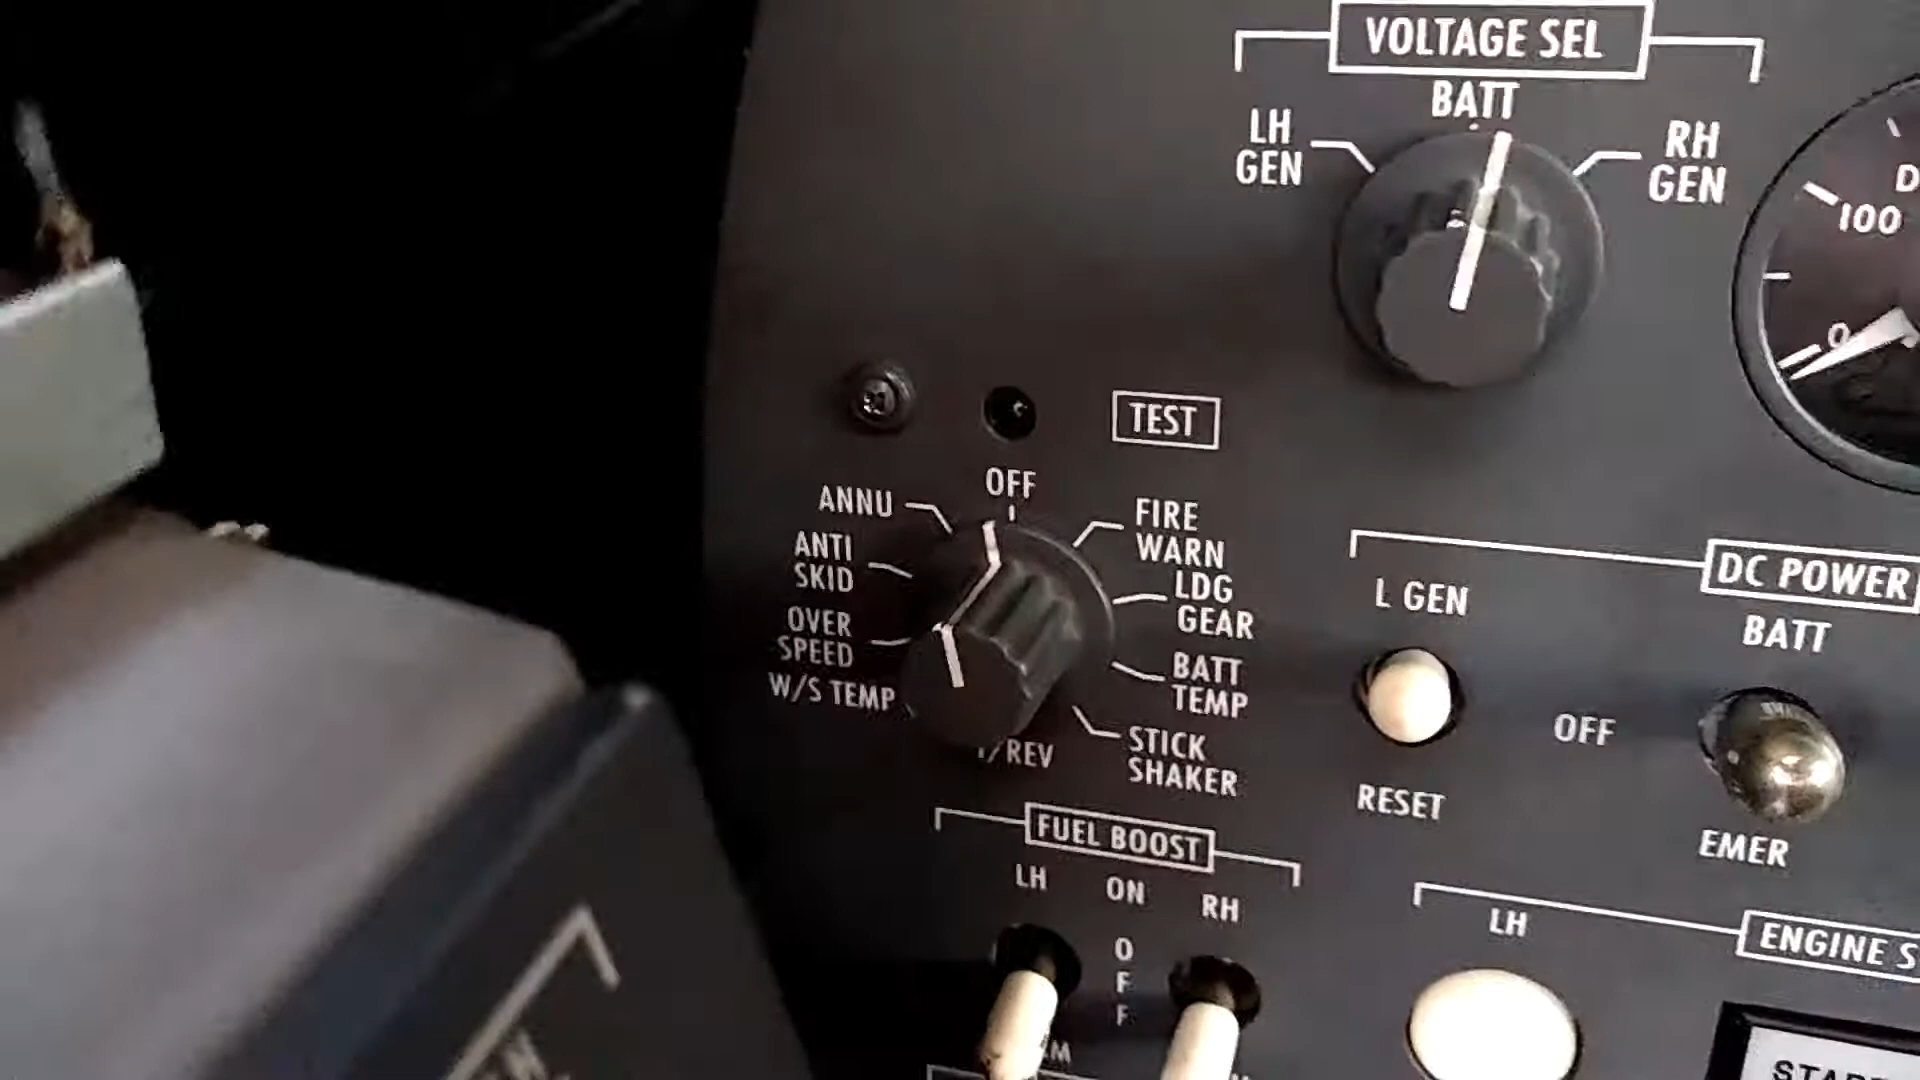 VOLTAGE SEL
BATT
LH
GEN
RH
GEN
100
0
TEST
OFF
ANNU
ANTI
SKID
OVER
SPEED
W/S TEMP
FIRE
WARN
LDG
GEAR
BATT
TEMP
STICK
SHAKER
/REV
DC POWER
L GEN
BATT
OFF
RESET
EMER
FUEL BOOST
LH
ON
RH
O
F
F
LH
ENGINE S